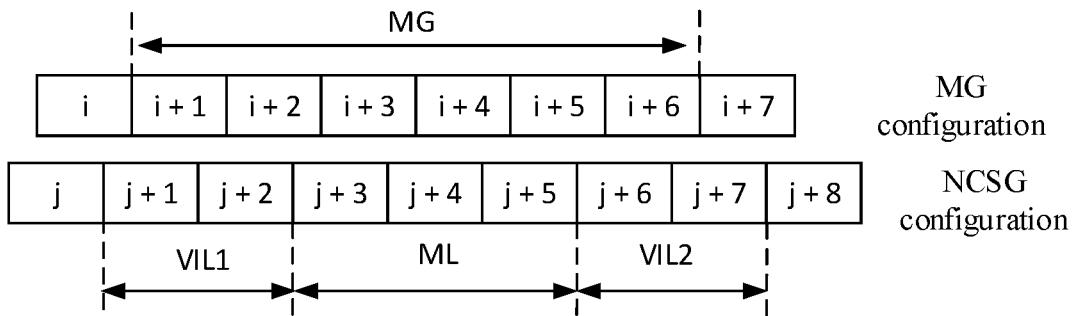 MG
i i + 1 i + 2 i + 3 i + 4 i + 5 i + 6 i + 7
MG
configuration
j j + 1 j + 2 j + 3 j + 4 j + 5 j + 6 j + 7 j + 8
NCSG
configuration
VIL1 ML VIL2